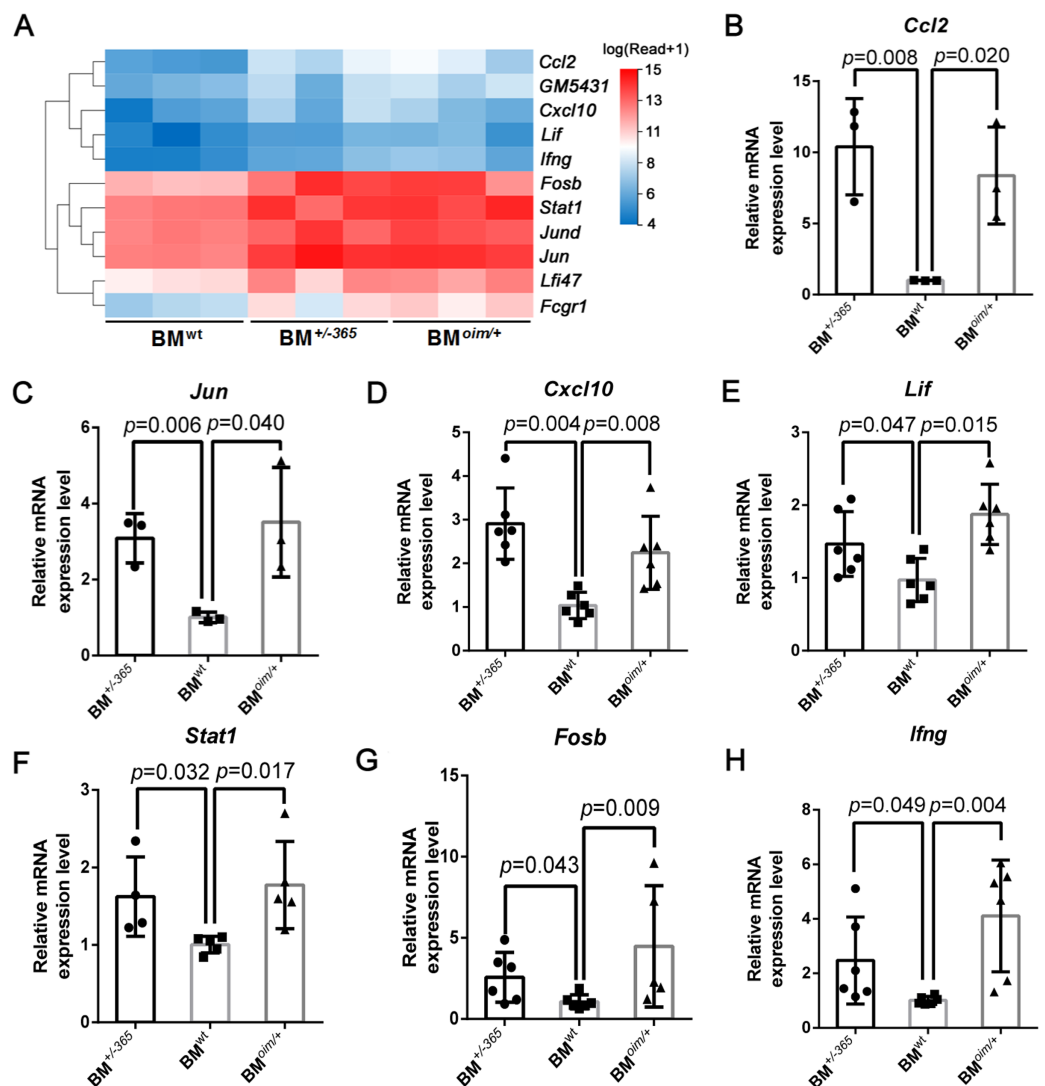 A
log(Read+1)
15
13
11
10
8
6
4
Ccl2
GM5431
Cxcl10
Lif
Ifng
Fosb
Stat1
Jund
Jun
Lfi47
Fcgr1
BMwt
BM+/-365
BMoim/+
B
Ccl2
p=0.008
p=0.020
Relative mRNA
expression level
15
10
5
0
BM+/-365
BMwt
BMoim/+
C
Jun
p=0.006
p=0.040
Relative mRNA
expression level
6
4
2
0
BM+/-365
BMwt
BMoim/+
D
Cxcl10
p=0.004
p=0.008
Relative mRNA
expression level
5
4
3
2
1
0
BM+/-365
BMwt
BMoim/+
E
Lif
p=0.047
p=0.015
Relative mRNA
expression level
3
2
1
0
BM+/-365
BMwt
BMoim/+
F
Stat1
p=0.032
p=0.017
Relative mRNA
expression level
3
2
1
0
BM+/-365
BMwt
BMoim/+
G
Fosb
p=0.009
p=0.043
Relative mRNA
expression level
15
10
5
0
BM+/-365
BMwt
BMoim/+
H
Ifng
p=0.049
p=0.004
Relative mRNA
expression level
8
6
4
2
0
BM+/-365
BMwt
BMoim/+